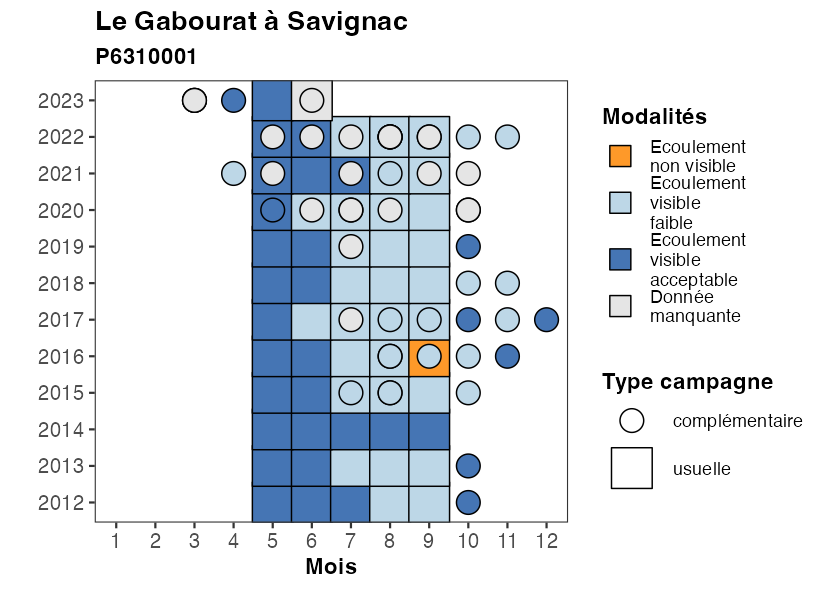 Le Gabourat à Savignac
P6310001
2023
2022
2021
2020
2019
2018
2017
2016
2015
2014
2013
2012
1 2 3 4 5 6 7 8 9 10 11 12
Mois
Modalités
Ecoulement
non visible
Ecoulement
visible
faible
Ecoulement
visible
acceptable
Donnée
manquante
Type campagne
complémentaire
usuelle